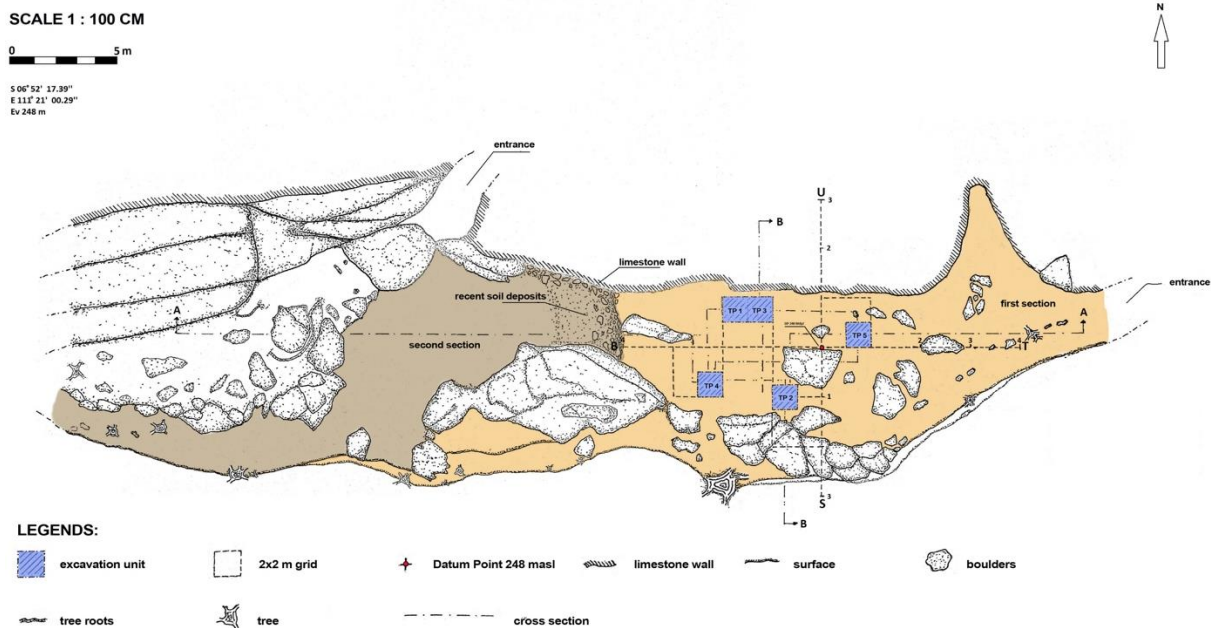 SCALE 1 : 100 CM
0 5 m
S 06° 52' 17.39"
E 111° 21' 00.29"
Ev 248 m
N
entrance
U
3
B
2
limestone wall
entrance
recent soil deposits
first section
TP 1 TP 3
A
A
TP 5
second section
B
2
3
T
TP 4
TP 2
1
S
3
B
LEGENDS:
excavation unit
2x2 m grid
Datum Point 248 masl
limestone wall
surface
boulders
tree roots
tree
cross section